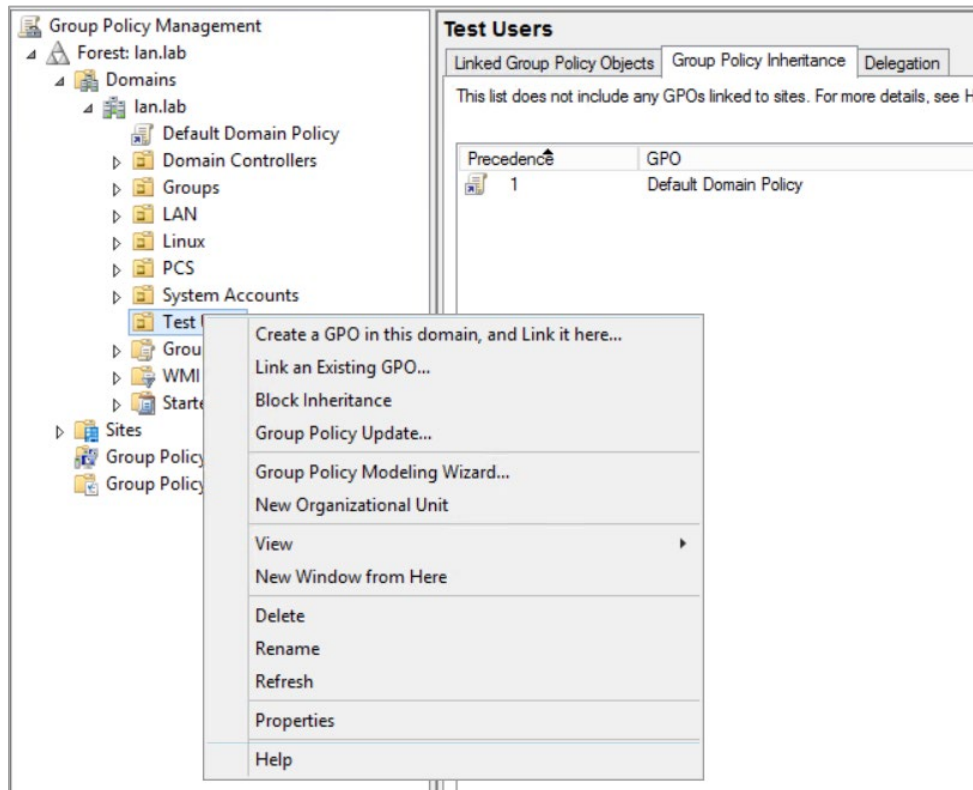 Group Policy Management
Forest: lan.lab
Domains
lan.lab
Default Domain Policy
Domain Controllers
Groups
LAN
Linux
PCS
System Accounts
Test
Grou
WMI
Starte
Sites
Group Policy
Group Policy
Test Users
Linked Group Policy Objects Group Policy Inheritance Delegation
This list does not include any GPOs linked to sites. For more details, see H
Precedence GPO
1 Default Domain Policy
Create a GPO in this domain, and Link it here...
Link an Existing GPO...
Block Inheritance
Group Policy Update...
Group Policy Modeling Wizard...
New Organizational Unit
View
New Window from Here
Delete
Rename
Refresh
Properties
Help